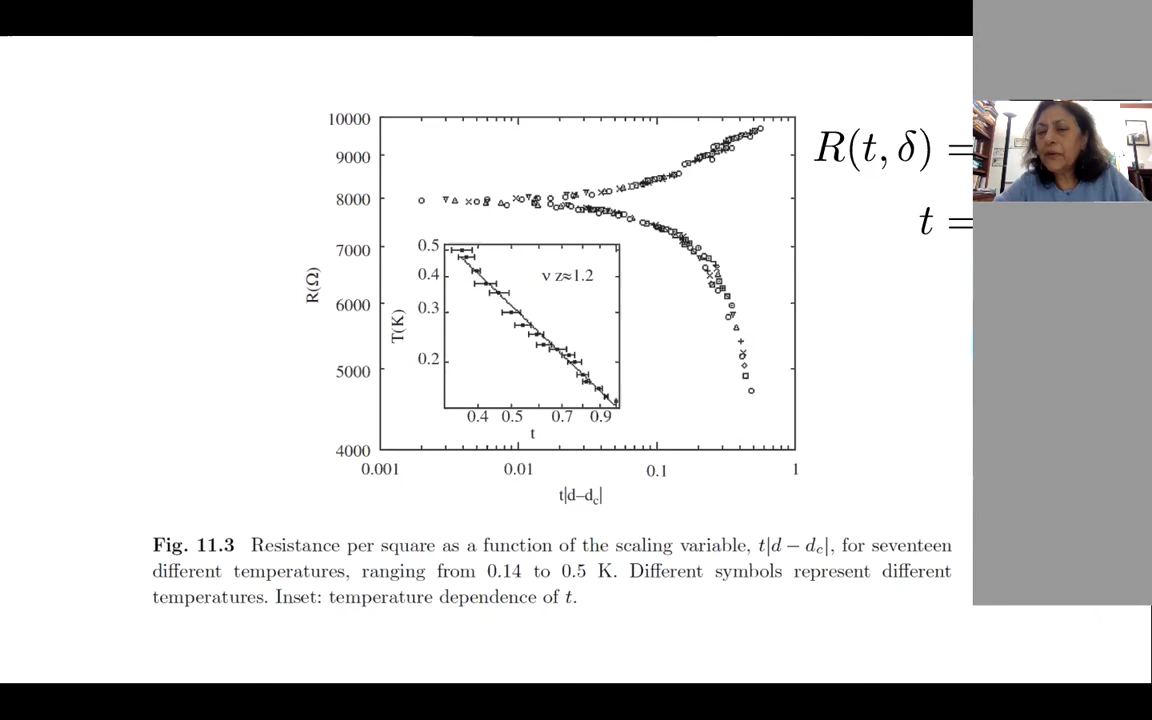 10000
9000
8000
7000
6000
5000
4000
R(Ω)
0.001
0.01
0.1
1
t|d–d_c|
0.5
0.4
0.3
0.2
T(K)
ν z≈1.2
0.4 0.5 0.7 0.9
t
R(t, δ) =
t =
Fig. 11.3 Resistance per square as a function of the scaling variable, t|d − d_c|, for seventeen
different temperatures, ranging from 0.14 to 0.5 K. Different symbols represent different
temperatures. Inset: temperature dependence of t.